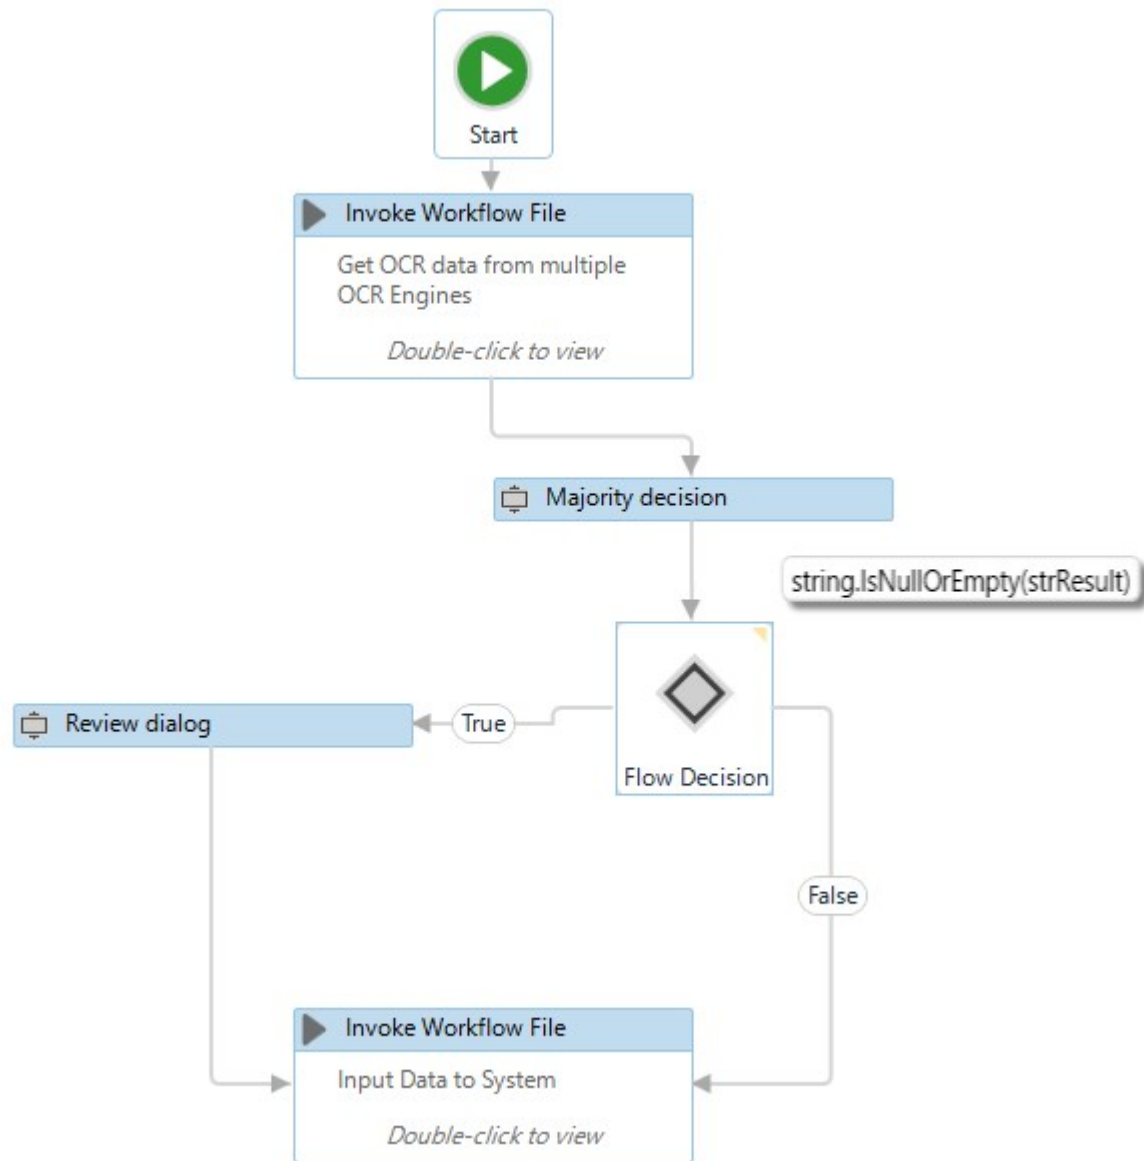 Start
Invoke Workflow File
Get OCR data from multiple
OCR Engines
Double-click to view
Majority decision
string.IsNullOrEmpty(strResult)
Review dialog
True
Flow Decision
False
Invoke Workflow File
Input Data to System
Double-click to view